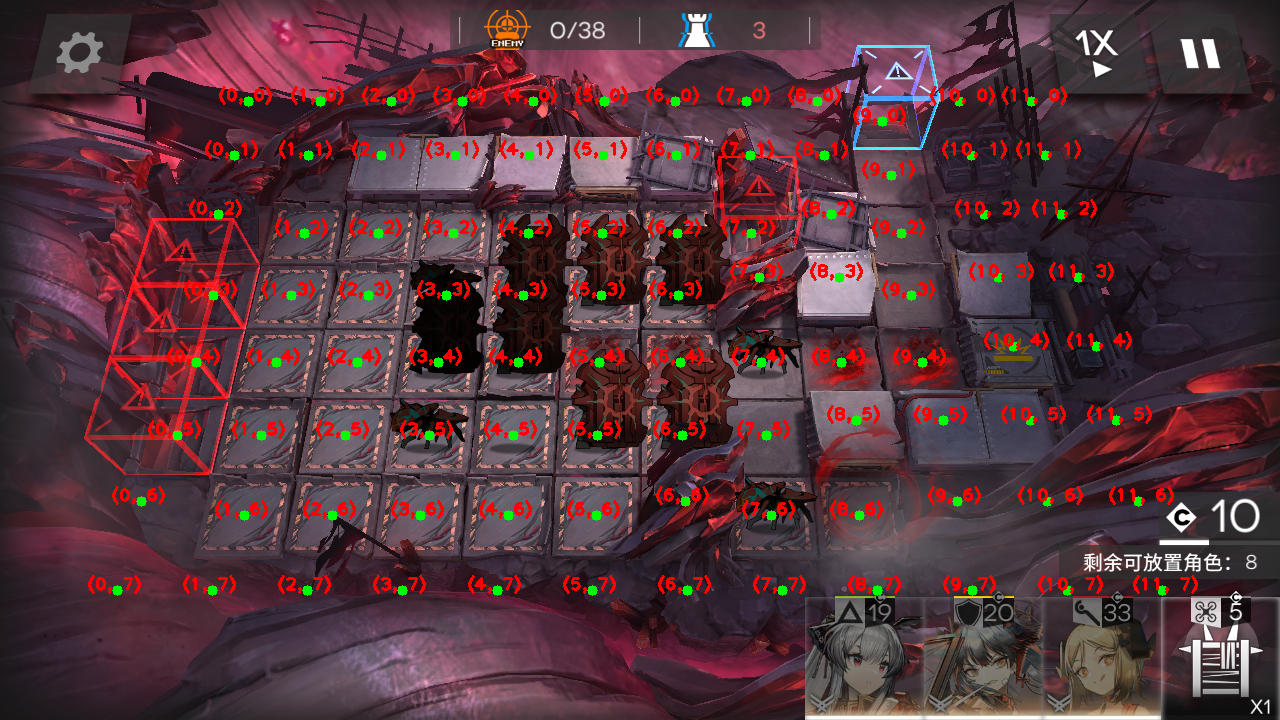 ENEMY 0/38 3 1X
(0, 0) (1, 0) (2, 0) (3, 0) (4, 0) (5, 0) (6, 0) (7, 0) (8, 0) (9, 0) (10, 0) (11, 0)
(0, 1) (1, 1) (2, 1) (3, 1) (4, 1) (5, 1) (6, 1) (7, 1) (8, 1) (9, 1) (10, 1) (11, 1)
(0, 2) (1, 2) (2, 2) (3, 2) (4, 2) (5, 2) (6, 2) (7, 2) (8, 2) (9, 2) (10, 2) (11, 2)
(0, 3) (1, 3) (2, 3) (3, 3) (4, 3) (5, 3) (6, 3) (7, 3) (8, 3) (9, 3) (10, 3) (11, 3)
(0, 4) (1, 4) (2, 4) (3, 4) (4, 4) (5, 4) (6, 4) (7, 4) (8, 4) (9, 4) (10, 4) (11, 4)
(0, 5) (1, 5) (2, 5) (3, 5) (4, 5) (5, 5) (6, 5) (7, 5) (8, 5) (9, 5) (10, 5) (11, 5)
(0, 6) (1, 6) (2, 6) (3, 6) (4, 6) (5, 6) (6, 6) (7, 6) (8, 6) (9, 6) (10, 6) (11, 6)
C 10
剩余可放置角色：8
(0, 7) (1, 7) (2, 7) (3, 7) (4, 7) (5, 7) (6, 7) (7, 7) (8, 7) (9, 7) (10, 7) (11, 7)
C 19 C 20 C 33 C 5
X1